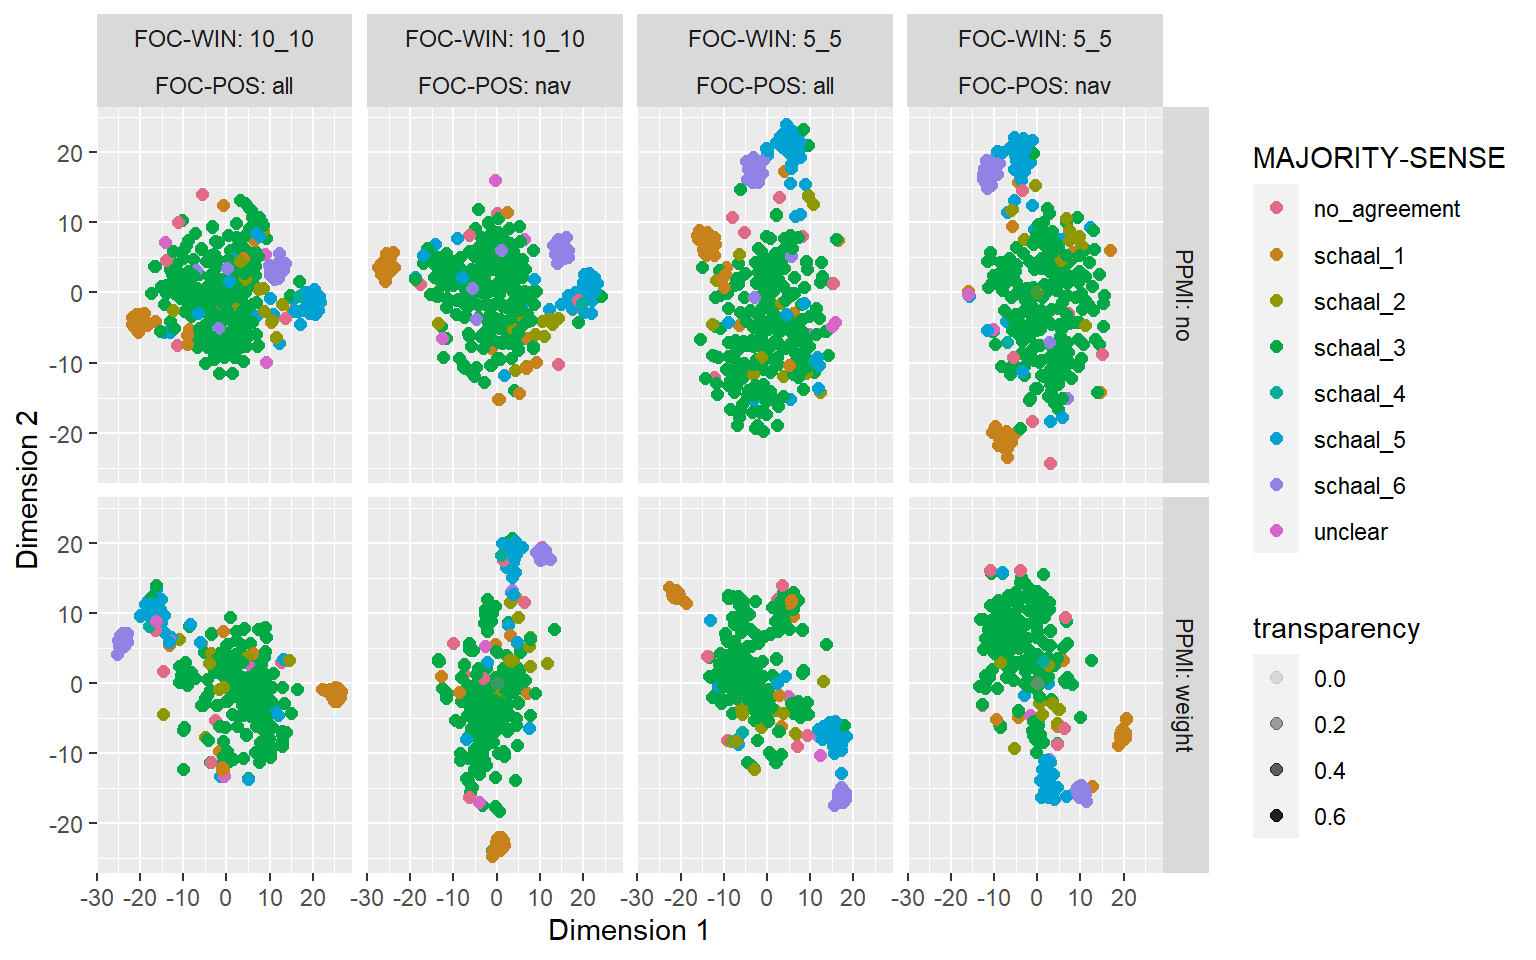 FOC-WIN: 10_10
FOC-POS: all
FOC-WIN: 10_10
FOC-POS: nav
FOC-WIN: 5_5
FOC-POS: all
FOC-WIN: 5_5
FOC-POS: nav
PPMI: no
PPMI: weight
20
10
0
-10
-20
20
10
0
-10
-20
Dimension 2
-30 -20 -10 0 10 20
-30 -20 -10 0 10 20
-30 -20 -10 0 10 20
-30 -20 -10 0 10 20
Dimension 1
MAJORITY-SENSE
no_agreement
schaal_1
schaal_2
schaal_3
schaal_4
schaal_5
schaal_6
unclear
transparency
0.0
0.2
0.4
0.6